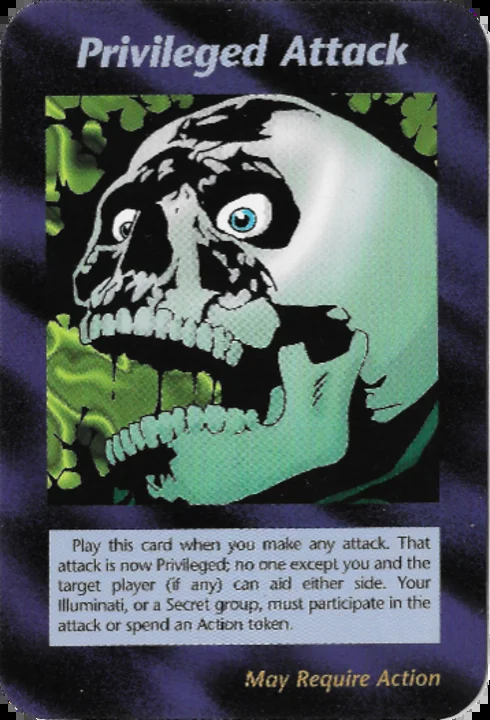 Privileged Attack
Play this card when you make any attack. That
attack is now Privileged; no one except you and the
target player (if any) can aid either side. Your
Illuminati, or a Secret group, must participate in the
attack or spend an Action token.
May Require Action